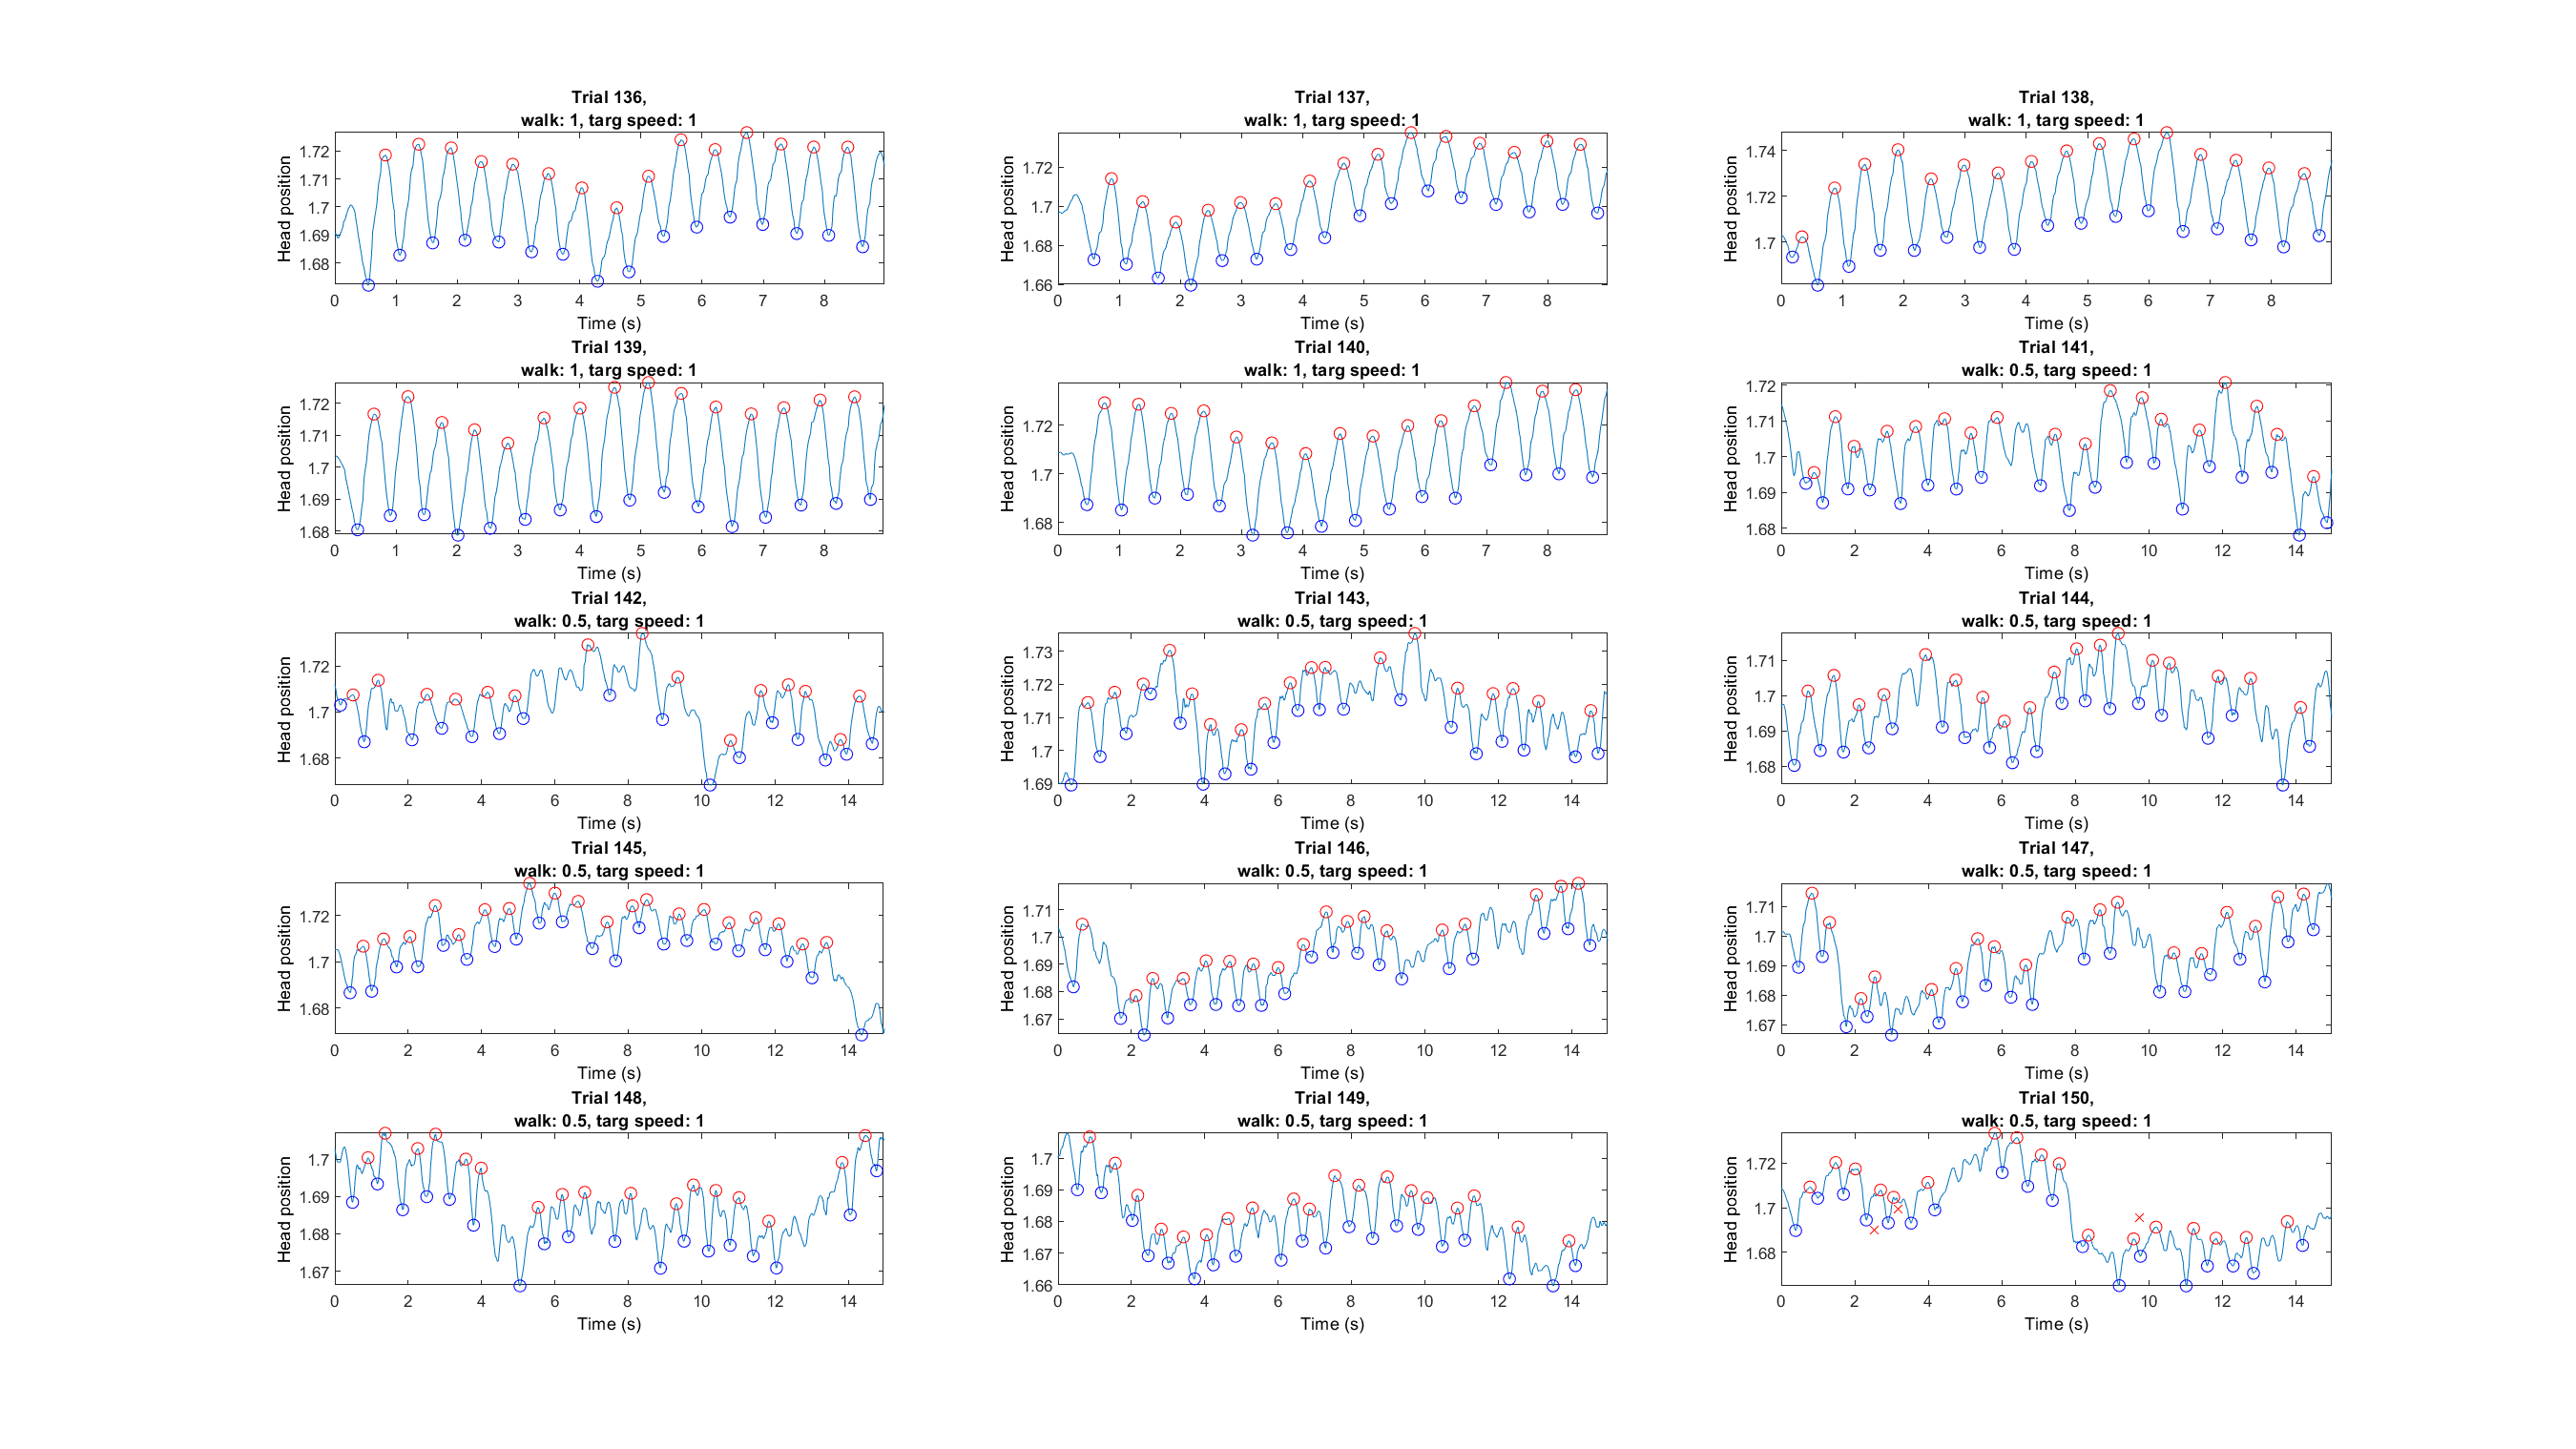 Trial 136,
walk: 1, targ speed: 1
Head position
1.72
1.71
1.7
1.69
1.68
0 1 2 3 4 5 6 7 8
Time (s)
Trial 137,
walk: 1, targ speed: 1
Head position
1.72
1.7
1.68
1.66
0 1 2 3 4 5 6 7 8
Time (s)
Trial 138,
walk: 1, targ speed: 1
Head position
1.74
1.72
1.7
0 1 2 3 4 5 6 7 8
Time (s)
Trial 139,
walk: 1, targ speed: 1
Head position
1.72
1.71
1.7
1.69
1.68
0 1 2 3 4 5 6 7 8
Time (s)
Trial 140,
walk: 1, targ speed: 1
Head position
1.72
1.7
1.68
0 1 2 3 4 5 6 7 8
Time (s)
Trial 141,
walk: 0.5, targ speed: 1
Head position
1.72
1.71
1.7
1.69
1.68
0 2 4 6 8 10 12 14
Time (s)
Trial 142,
walk: 0.5, targ speed: 1
Head position
1.72
1.7
1.68
0 2 4 6 8 10 12 14
Time (s)
Trial 143,
walk: 0.5, targ speed: 1
Head position
1.73
1.72
1.71
1.7
1.69
0 2 4 6 8 10 12 14
Time (s)
Trial 144,
walk: 0.5, targ speed: 1
Head position
1.71
1.7
1.69
1.68
0 2 4 6 8 10 12 14
Time (s)
Trial 145,
walk: 0.5, targ speed: 1
Head position
1.72
1.7
1.68
0 2 4 6 8 10 12 14
Time (s)
Trial 146,
walk: 0.5, targ speed: 1
Head position
1.71
1.7
1.69
1.68
1.67
0 2 4 6 8 10 12 14
Time (s)
Trial 147,
walk: 0.5, targ speed: 1
Head position
1.71
1.7
1.69
1.68
1.67
0 2 4 6 8 10 12 14
Time (s)
Trial 148,
walk: 0.5, targ speed: 1
Head position
1.7
1.69
1.68
1.67
0 2 4 6 8 10 12 14
Time (s)
Trial 149,
walk: 0.5, targ speed: 1
Head position
1.7
1.69
1.68
1.67
1.66
0 2 4 6 8 10 12 14
Time (s)
Trial 150,
walk: 0.5, targ speed: 1
Head position
1.72
1.7
1.68
0 2 4 6 8 10 12 14
Time (s)